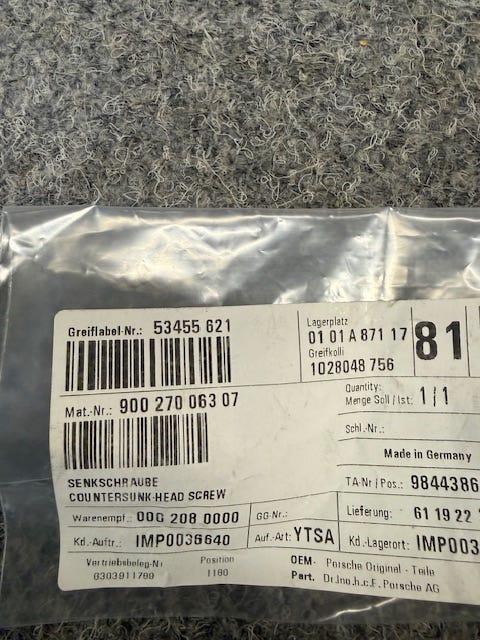 Greiflabel-Nr.: 53455 621
Lagerplatz
01 01 A 871 17
81
Greifkolli
1028048 756
Mat.-Nr.: 900 270 063 07
Quantity:
Menge Soll / Ist: 1 / 1
Schl.-Nr.:
Made in Germany
SENKSCHRAUBE
COUNTERSUNK-HEAD SCREW
TA-Nr / Pos.: 9844386
Warenempf.: 00G 208 0000
GG-Nr.:
Lieferung: 61 19 22
Kd.-Auftr.: IMP0036640
Auf.-Art: YTSA
Kd.-Lagerort: IMP003
Vertriebsbeleg-Nr
Position
0303911799
1180
OEM- Porsche Original - Teile
Part. Dr.Ing.h.c.F. Porsche AG